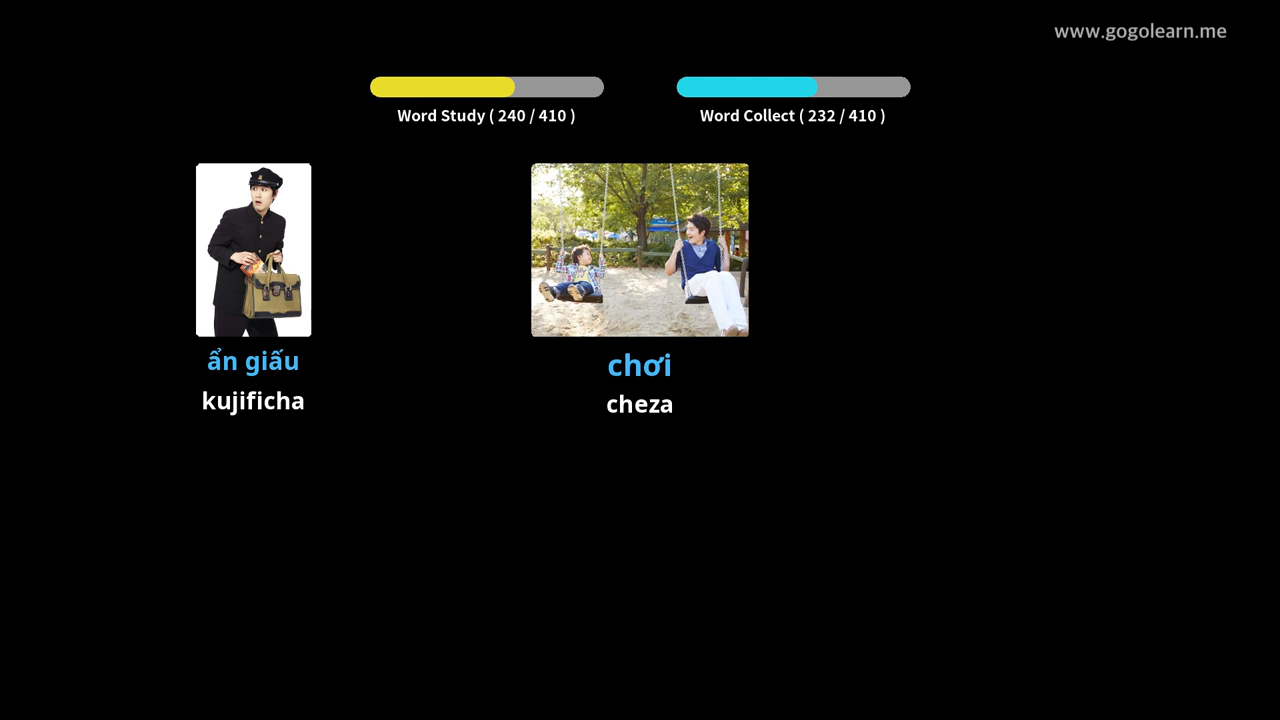 www.gogolearn.me
Word Study ( 240 / 410 )
Word Collect ( 232 / 410 )
ẩn giấu
kujificha
chơi
cheza